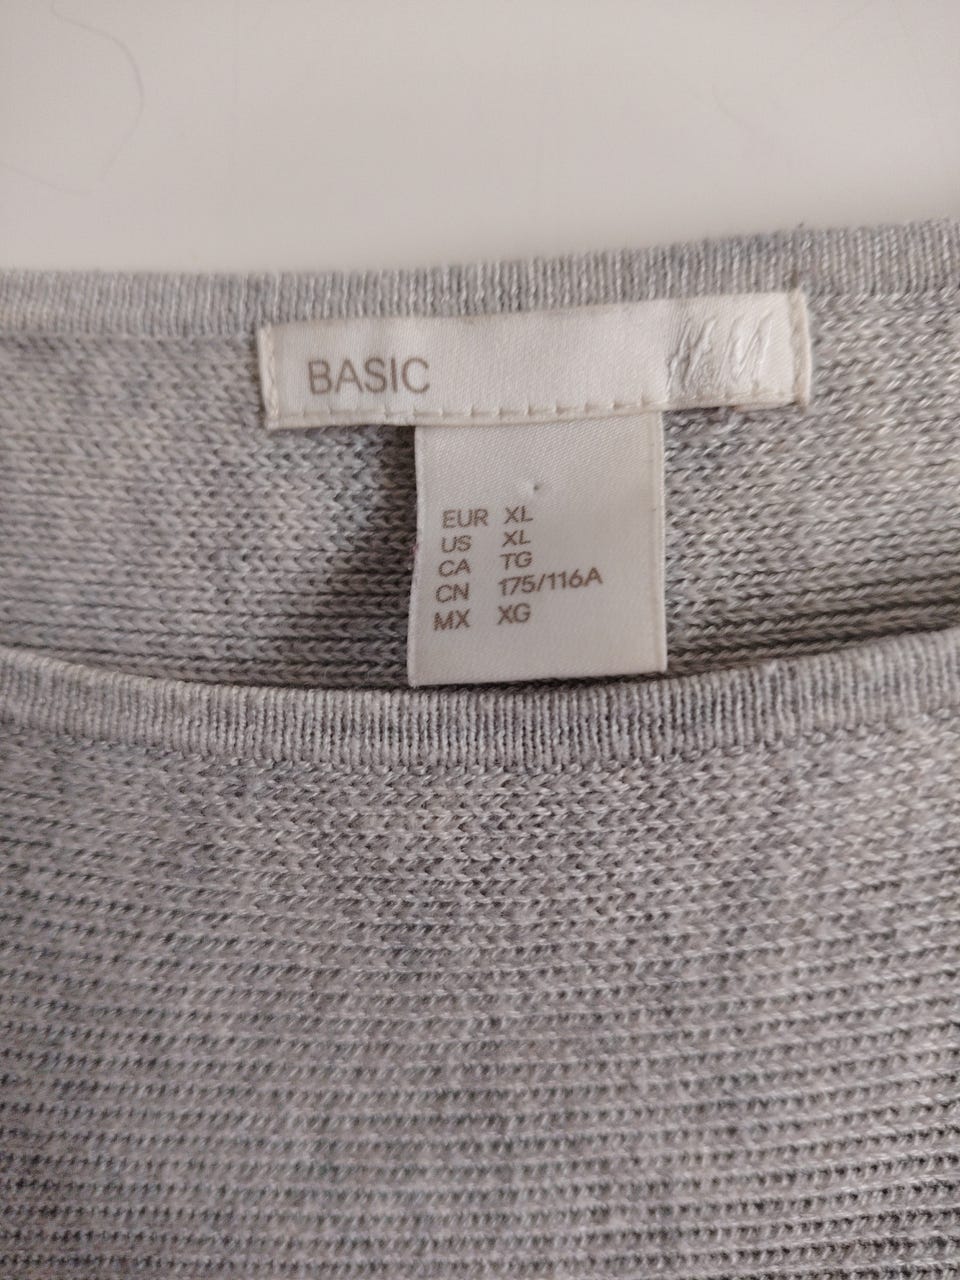 BASIC H&M
EUR XL
US XL
CA TG
CN 175/116A
MX XG